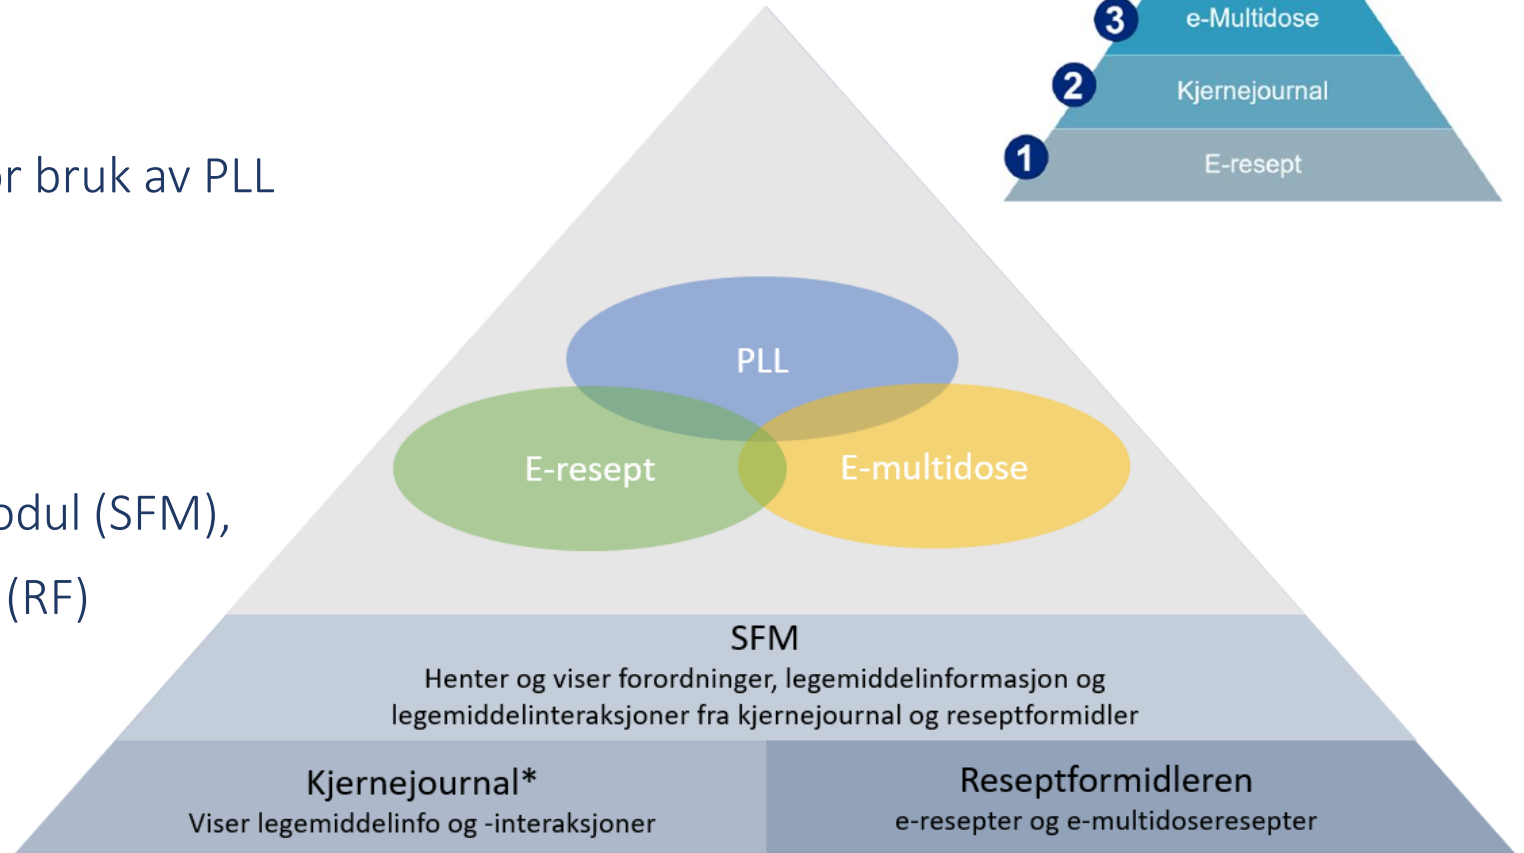 3
e-Multidose
2
Kjernejournal
1
E-resept
r bruk av PLL
PLL
E-resept
E-multidose
odul (SFM),
(RF)
SFM
Henter og viser forordninger, legemiddelinformasjon og
legemiddelinteraksjoner fra kjernejournal og reseptformidler
Kjernejournal*
Viser legemiddelinfo og -interaksjoner
Reseptformidleren
e-resepter og e-multidoseresepter